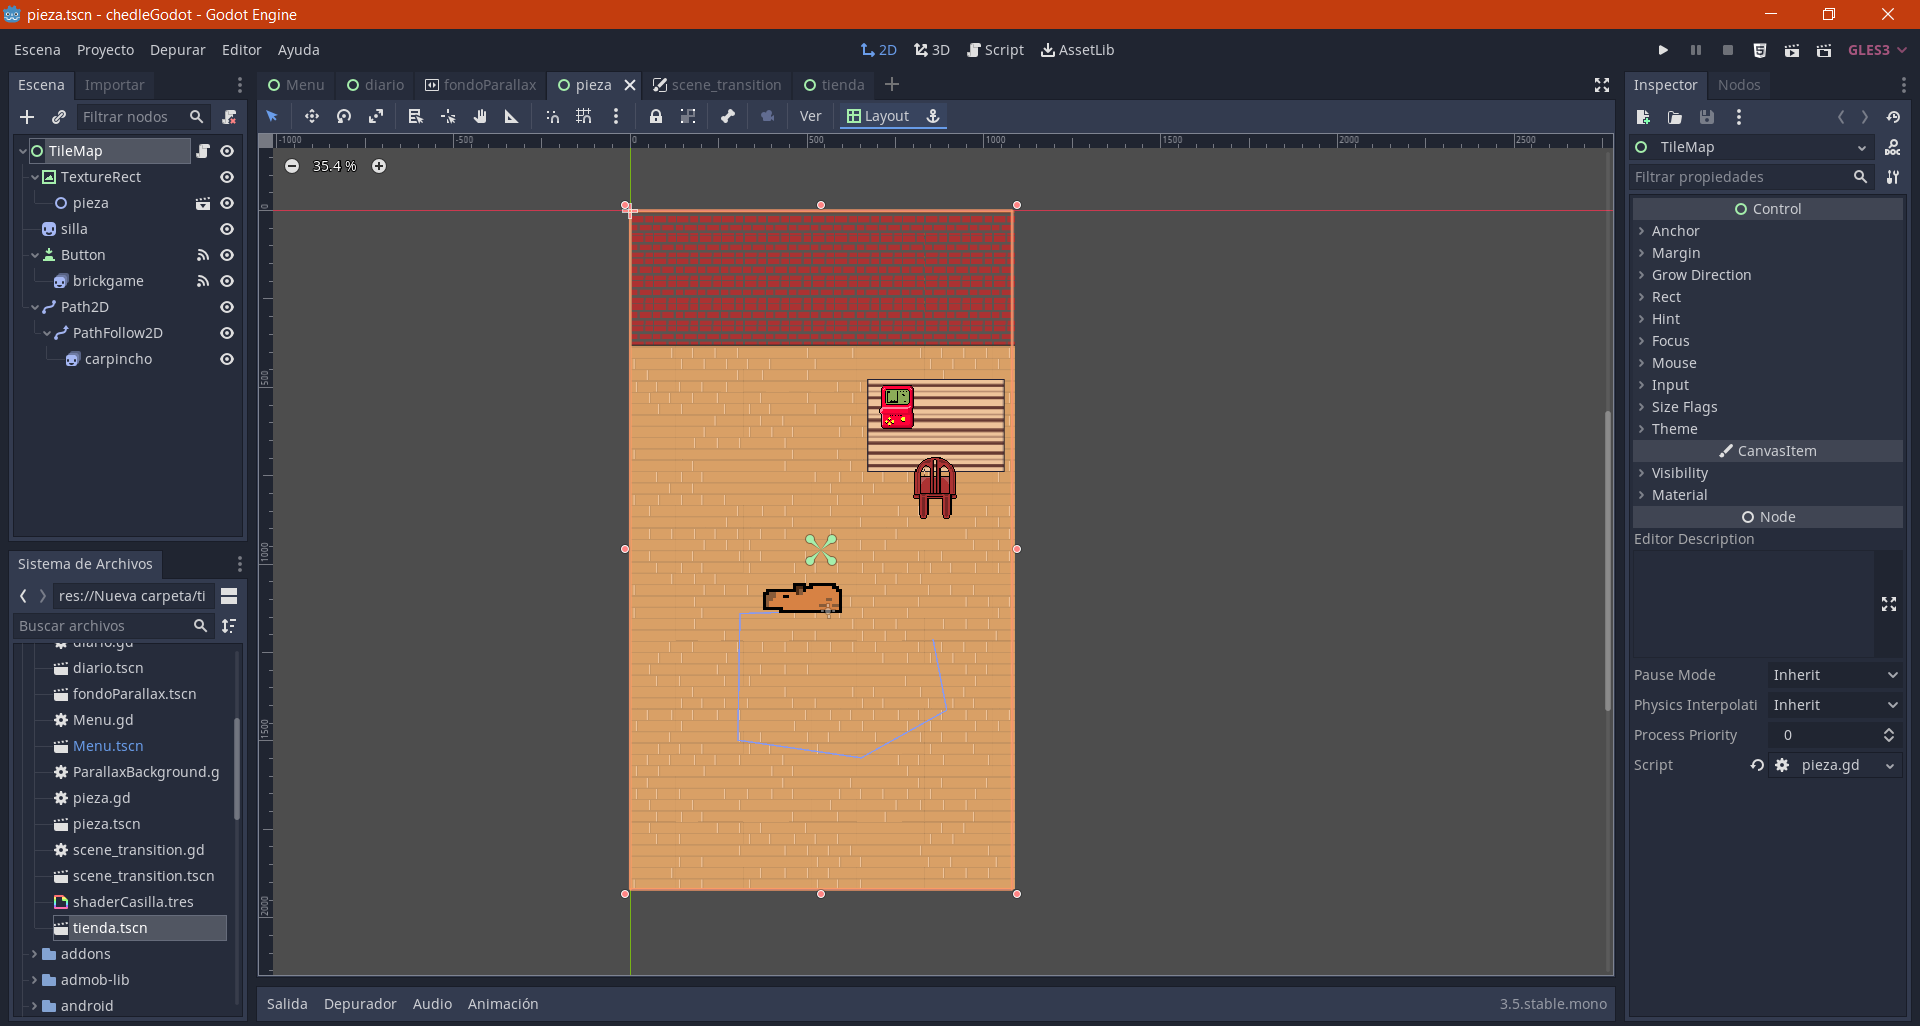 pieza.tscn - chedleGodot - Godot Engine
Escena Proyecto Depurar Editor Ayuda
2D 3D Script AssetLib
GLES3
Escena Importar
Menu diario fondoParallax pieza scene_transition tienda
Inspector Nodos
Filtrar nodos
Ver Layout
TileMap
TextureRect
pieza
silla
Button
brickgame
Path2D
PathFollow2D
carpincho
-1000 -500 0 500 1000 1500 2000 2500
35.4 %
0
500
1000
1500
2000
Sistema de Archivos
res://Nueva carpeta/ti
Buscar archivos
diario.gd
diario.tscn
fondoParallax.tscn
Menu.gd
Menu.tscn
ParallaxBackground.g
pieza.gd
pieza.tscn
scene_transition.gd
scene_transition.tscn
shaderCasilla.tres
tienda.tscn
addons
admob-lib
android
Salida Depurador Audio Animación
3.5.stable.mono
TileMap
DOC
Filtrar propiedades
Control
Anchor
Margin
Grow Direction
Rect
Hint
Focus
Mouse
Input
Size Flags
Theme
CanvasItem
Visibility
Material
Node
Editor Description
Pause Mode Inherit
Physics Interpolati Inherit
Process Priority 0
Script pieza.gd